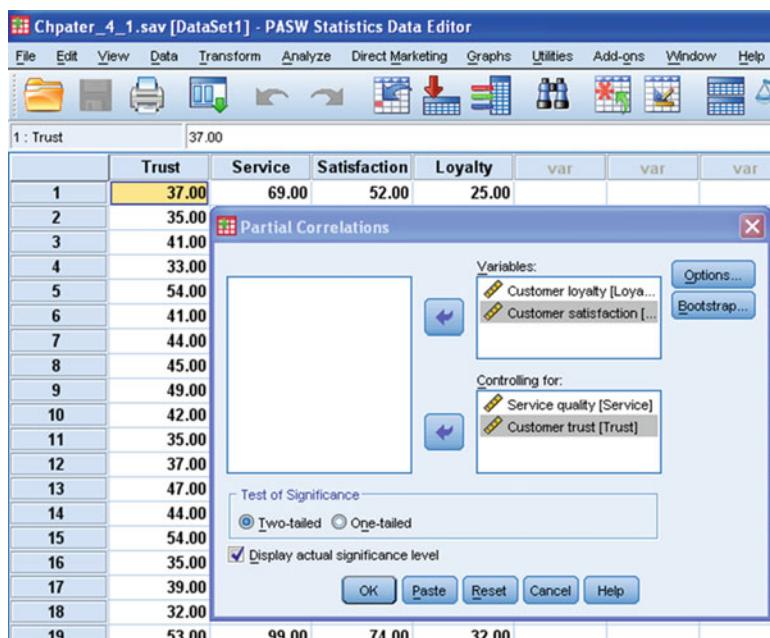 Chpater_4_1.sav [DataSet1] - PASW Statistics Data Editor
File Edit View Data Transform Analyze Direct Marketing Graphs Utilities Add-ons Window Help
1 : Trust 37.00
Trust Service Satisfaction Loyalty var var var
1 37.00 69.00 52.00 25.00
2 35.00
3 41.00
4 33.00
5 54.00
6 41.00
7 44.00
8 45.00
9 49.00
10 42.00
11 35.00
12 37.00
13 47.00
14 44.00
15 54.00
16 35.00
17 39.00
18 32.00
19 53.00 99.00 74.00 32.00
Partial Correlations
Variables:
Customer loyalty [Loya...
Customer satisfaction [...
Options...
Bootstrap...
Controlling for:
Service quality [Service]
Customer trust [Trust]
Test of Significance
Two-tailed One-tailed
Display actual significance level
OK Paste Reset Cancel Help